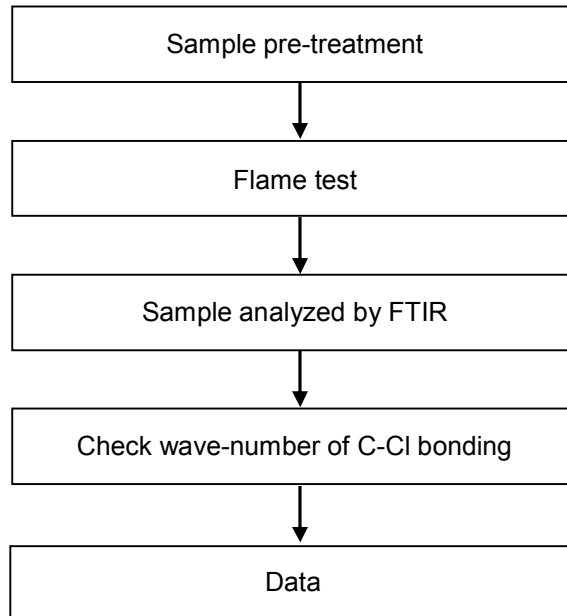 Sample pre-treatment
Flame test
Sample analyzed by FTIR
Check wave-number of C-Cl bonding
Data